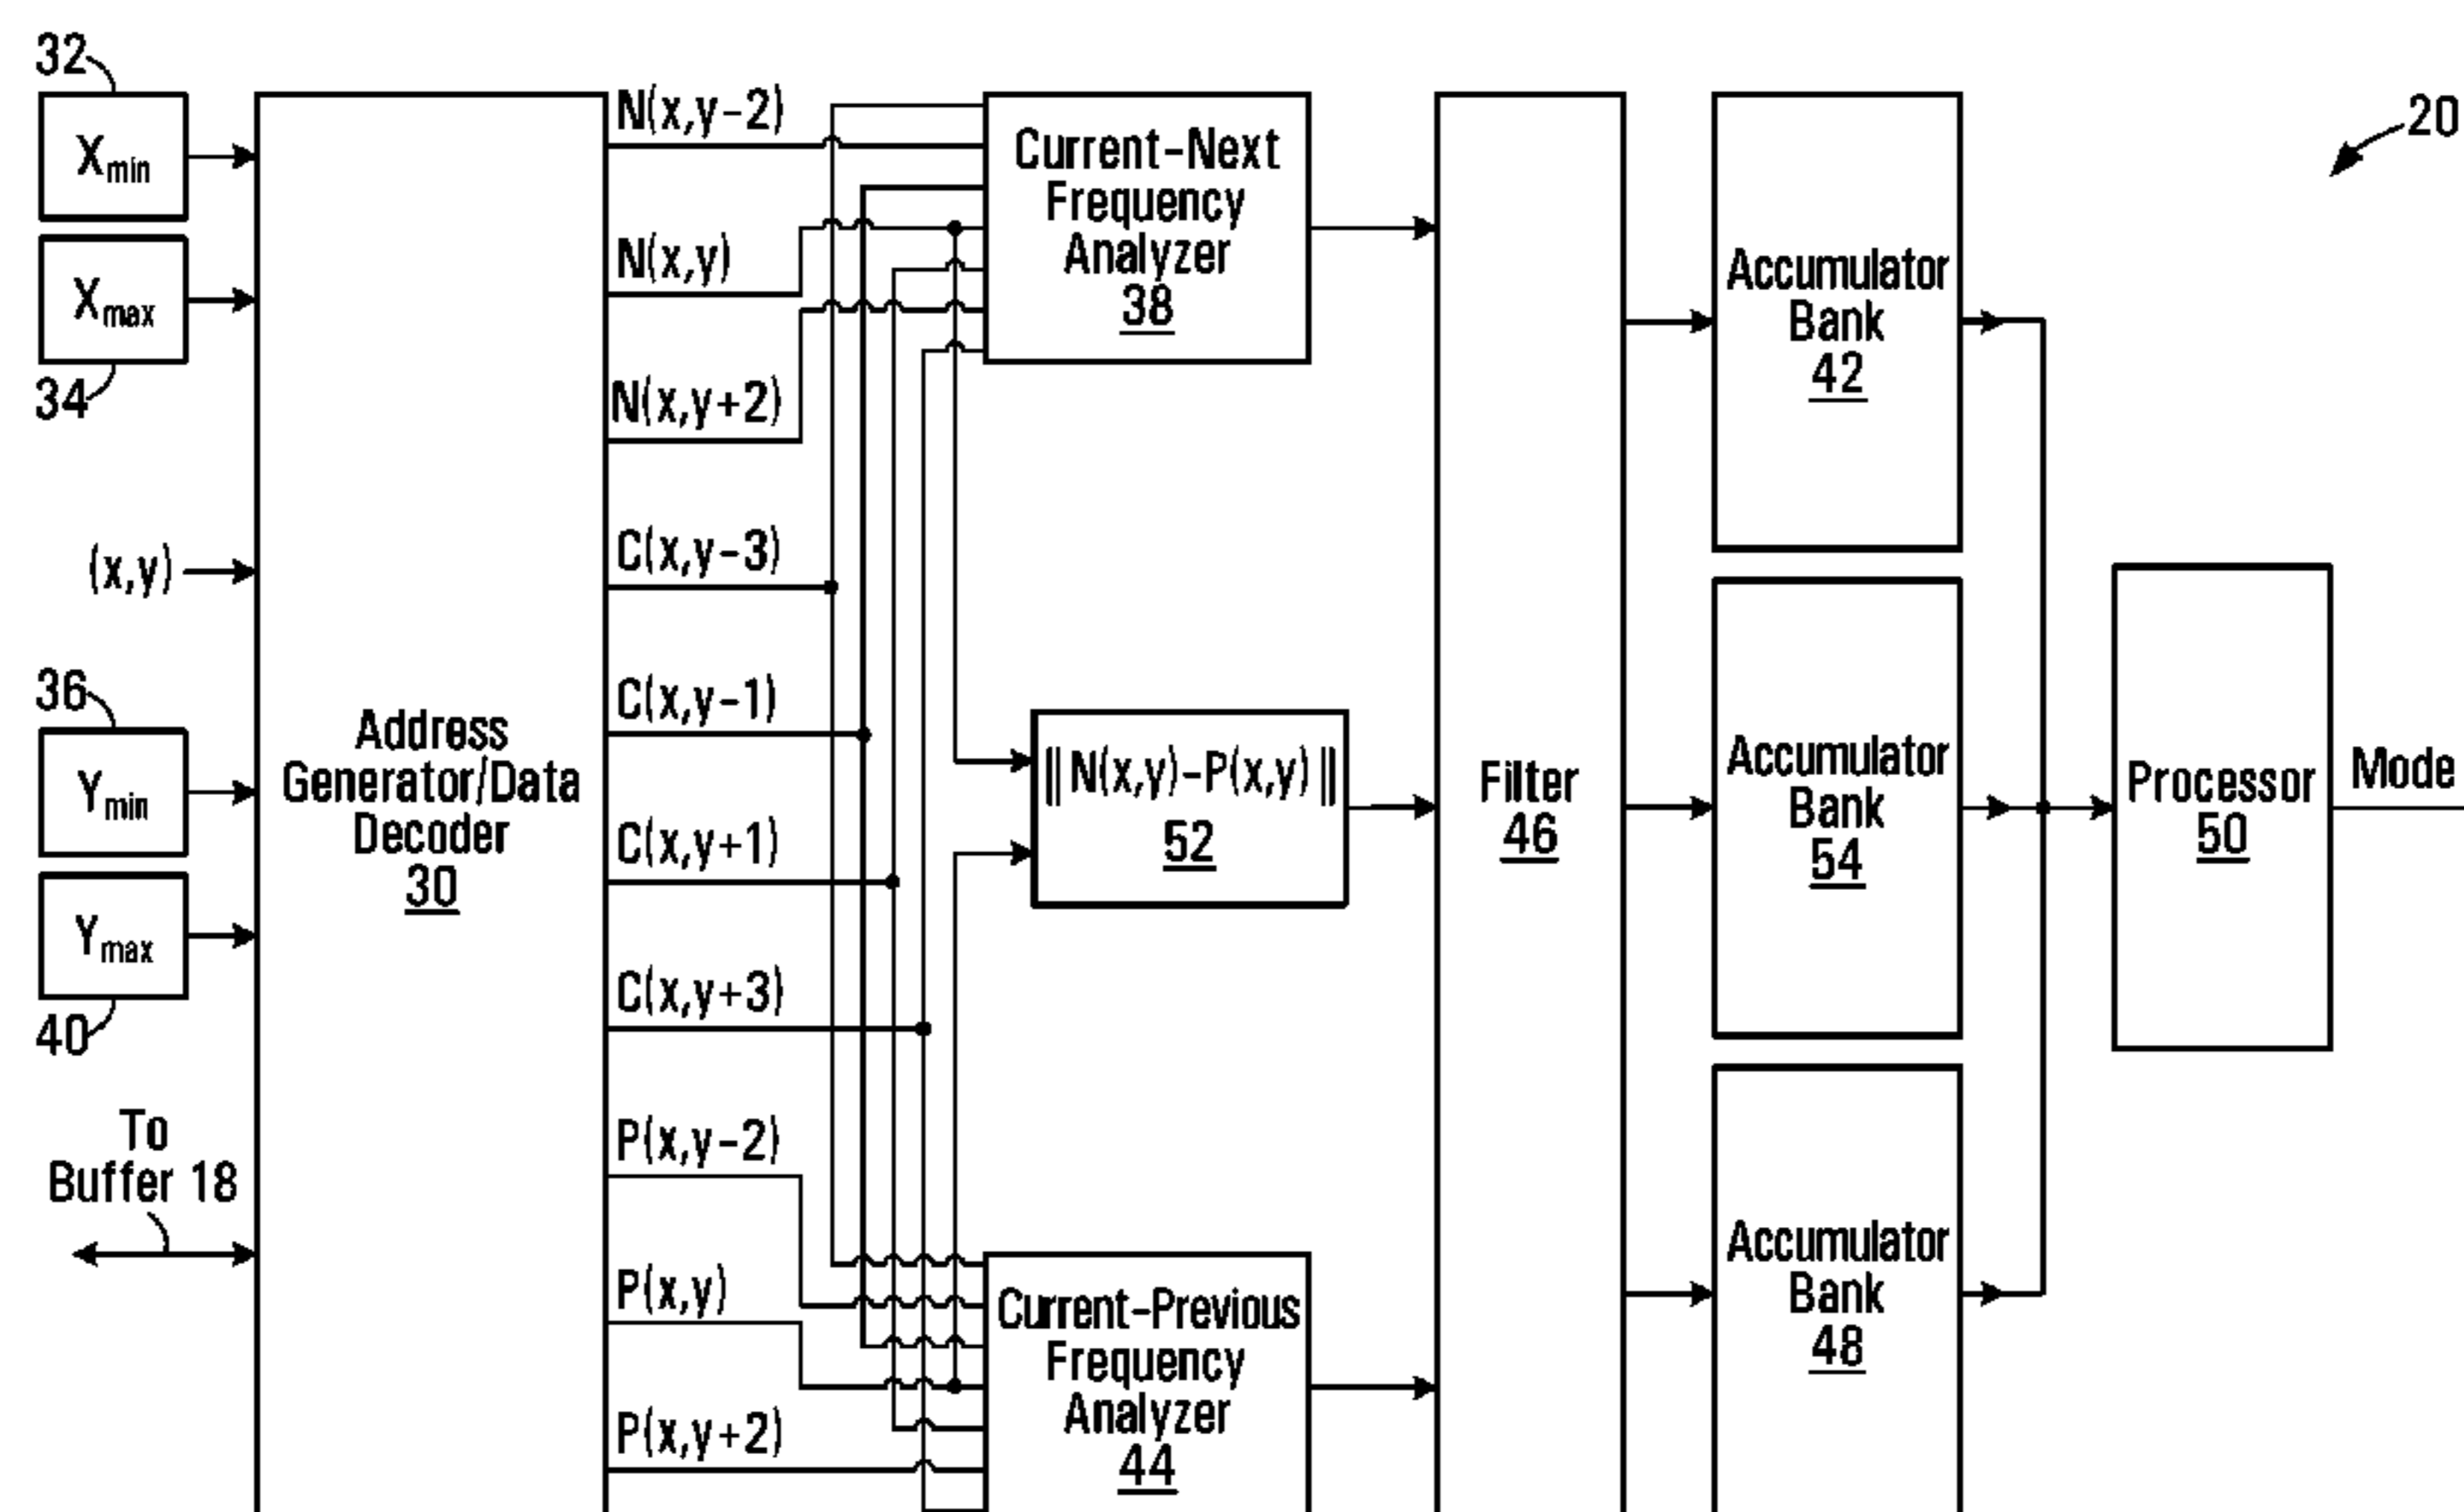 32
Xmin
Xmax
34
(x,y)
36
Ymin
Ymax
40
To
Buffer 18
Address
Generator/Data
Decoder
30
N(x,y-2)
N(x,y)
N(x,y+2)
C(x,y-3)
C(x,y-1)
C(x,y+1)
C(x,y+3)
P(x,y-2)
P(x,y)
P(x,y+2)
Current-Next
Frequency
Analyzer
38
|| N(x,y)-P(x,y) ||
52
Current-Previous
Frequency
Analyzer
44
Filter
46
Accumulator
Bank
42
Accumulator
Bank
54
Accumulator
Bank
48
20
Processor
50
Mode